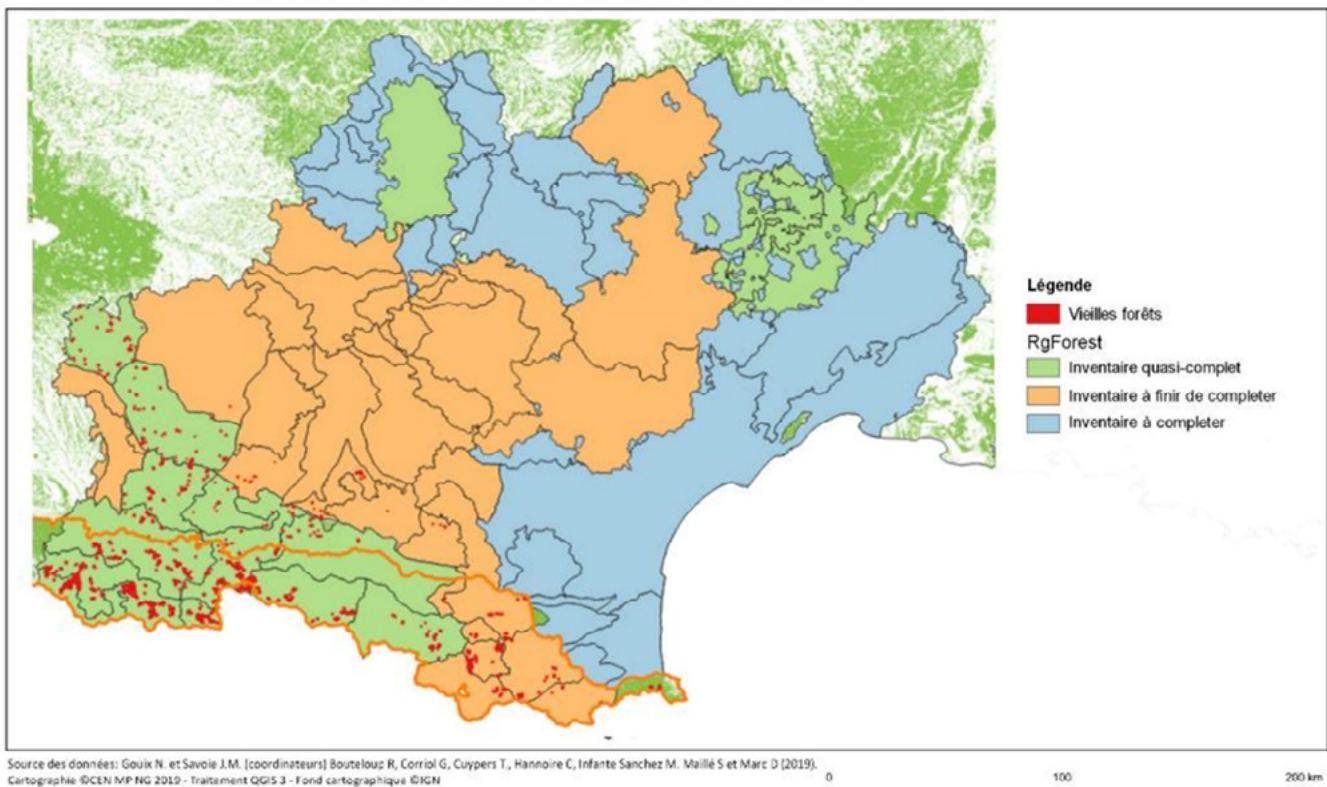 Légende
Vieilles forêts
RgForest
Inventaire quasi-complet
Inventaire à finir de completer
Inventaire à completer
Source des données: Gouix N. et Savoie J.M. (coordinateurs) Bouteloup R, Corriol G, Cuypers T., Hannoire C, Infante Sanchez M. Maillé S et Marc D (2019).
Cartographie ©CEN MP NG 2019 - Traitement QGIS 3 - Fond cartographique ©IGN
0 100 200 km